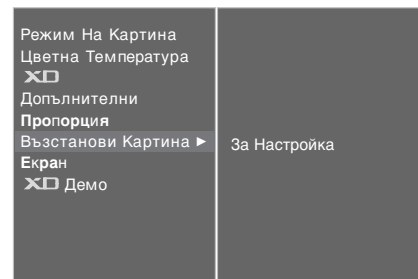 Режим На Картина
Цветна Температура
XD
Допълнителни
Пропорция
Възстанови Картина ►
За Настройка
Екран
XD Демо